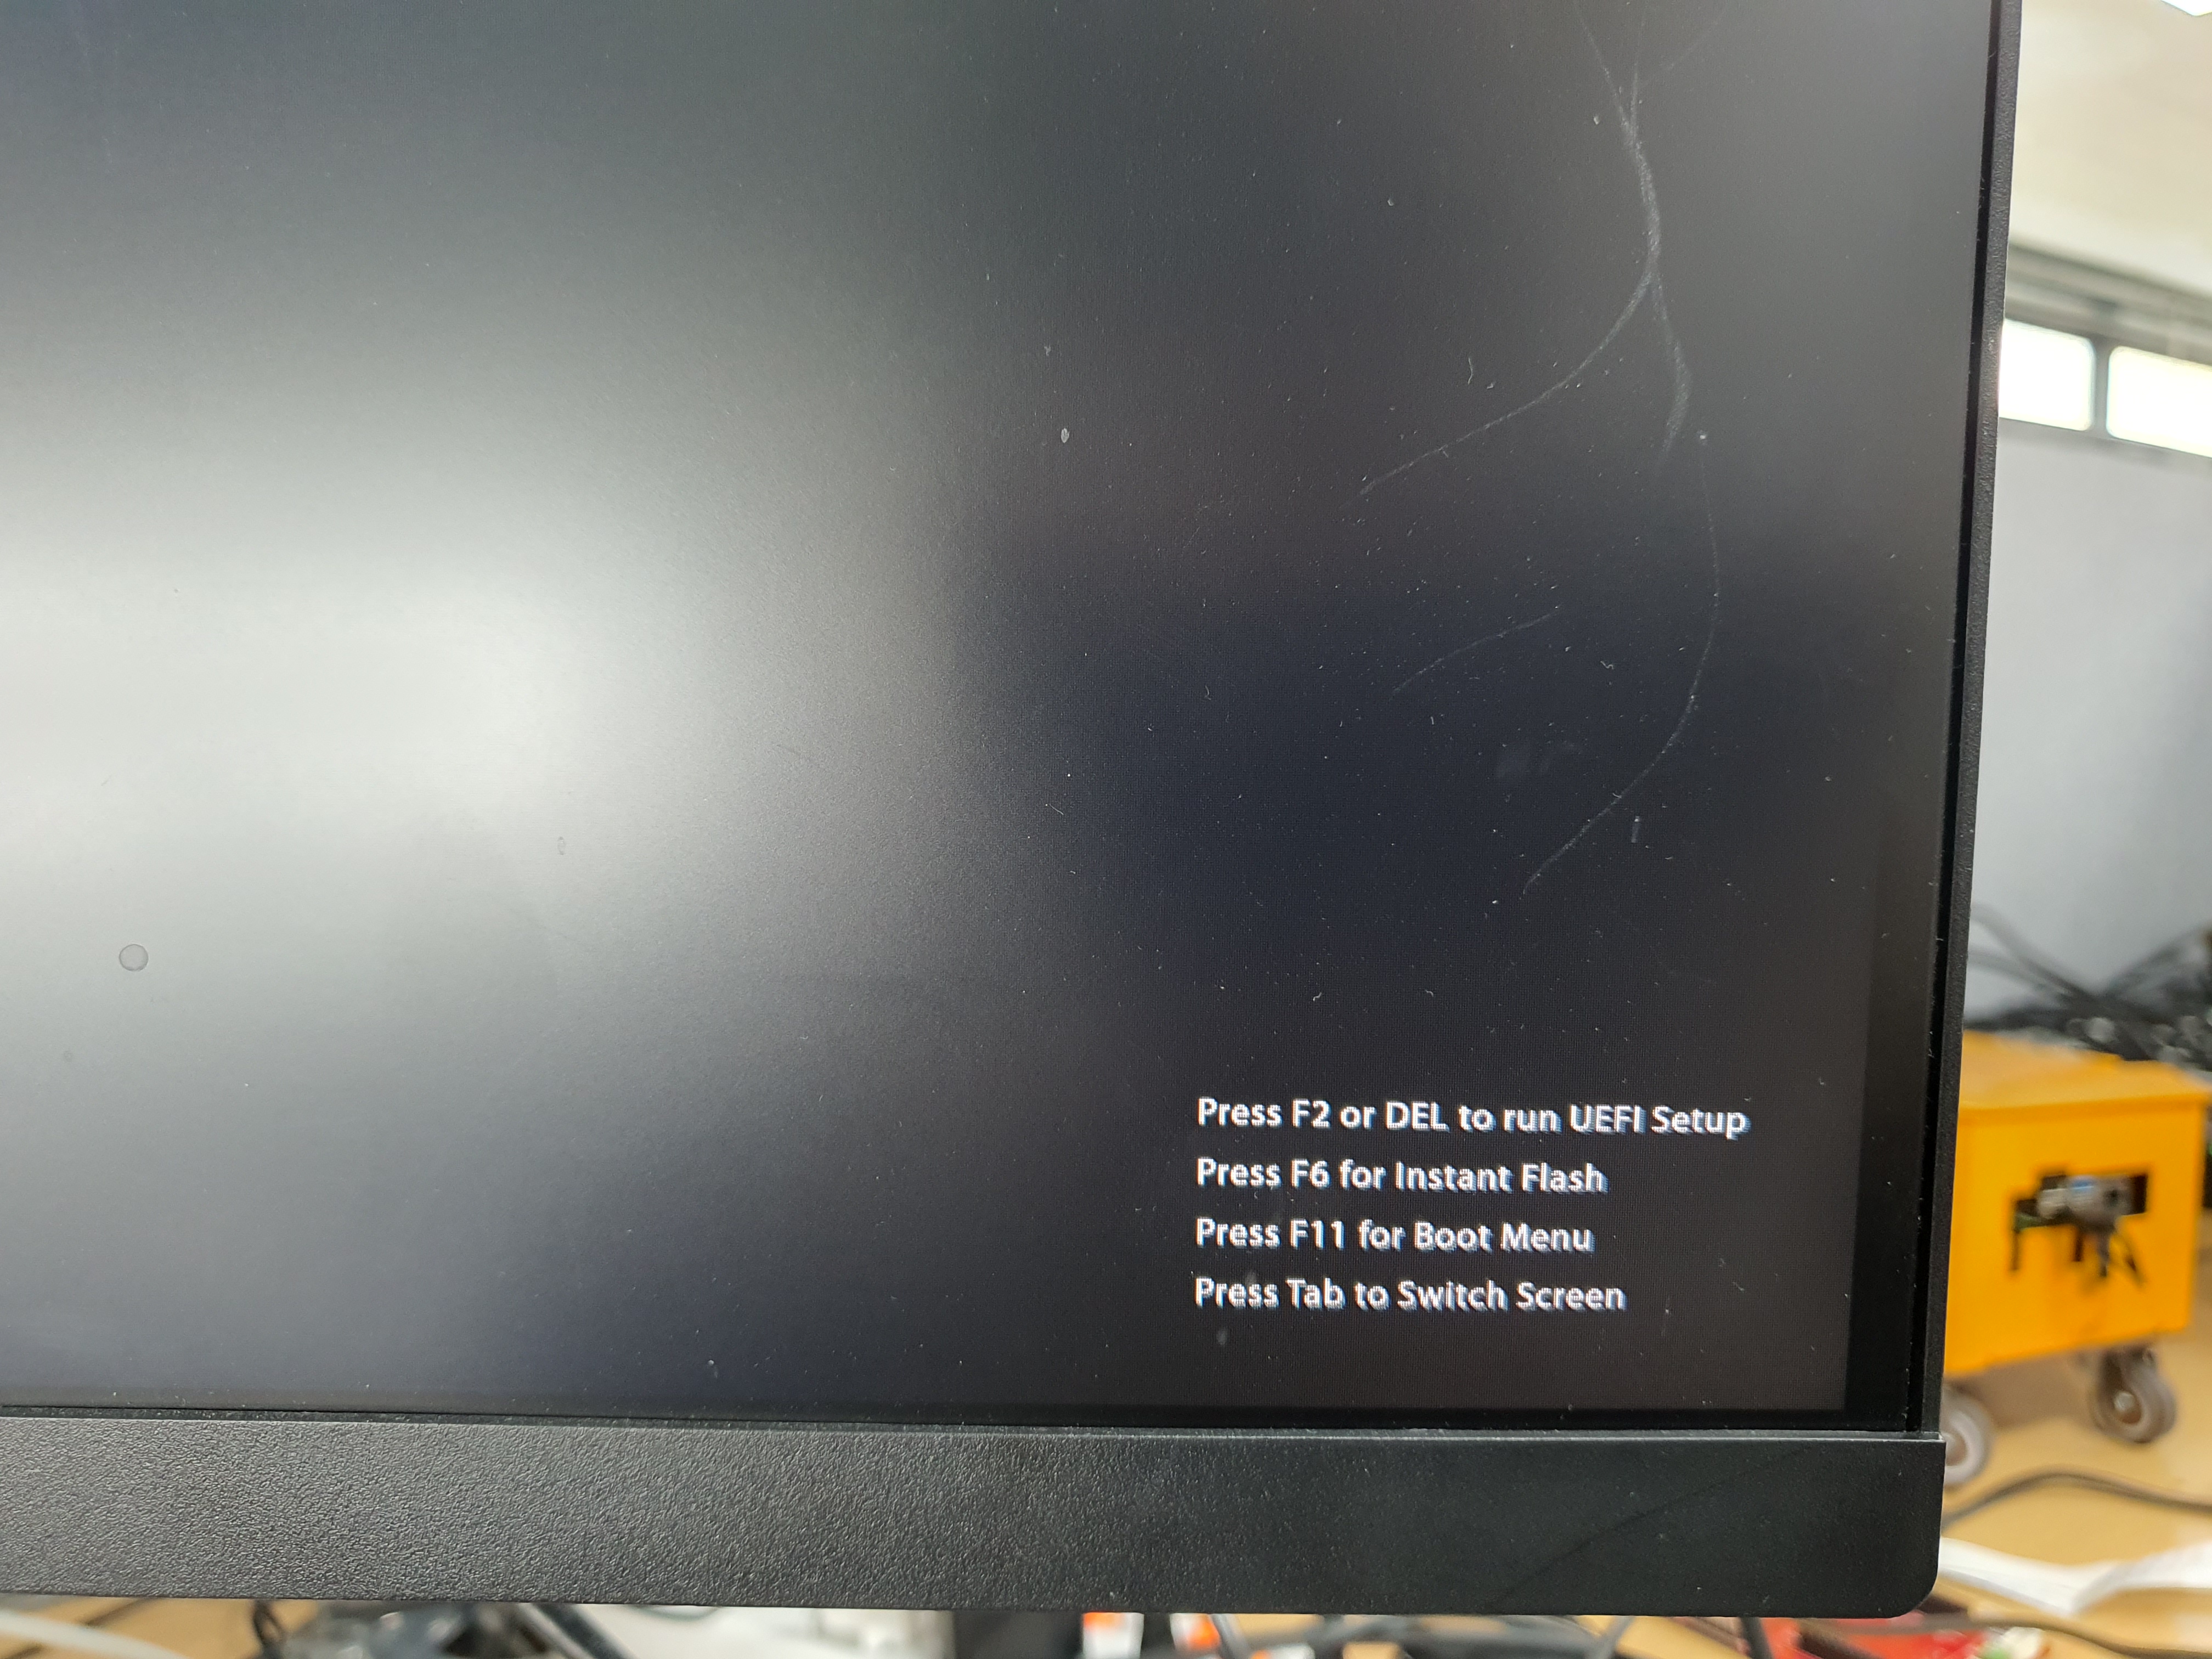 Press F2 or DEL to run UEFI Setup
Press F6 for Instant Flash
Press F11 for Boot Menu
Press Tab to Switch Screen